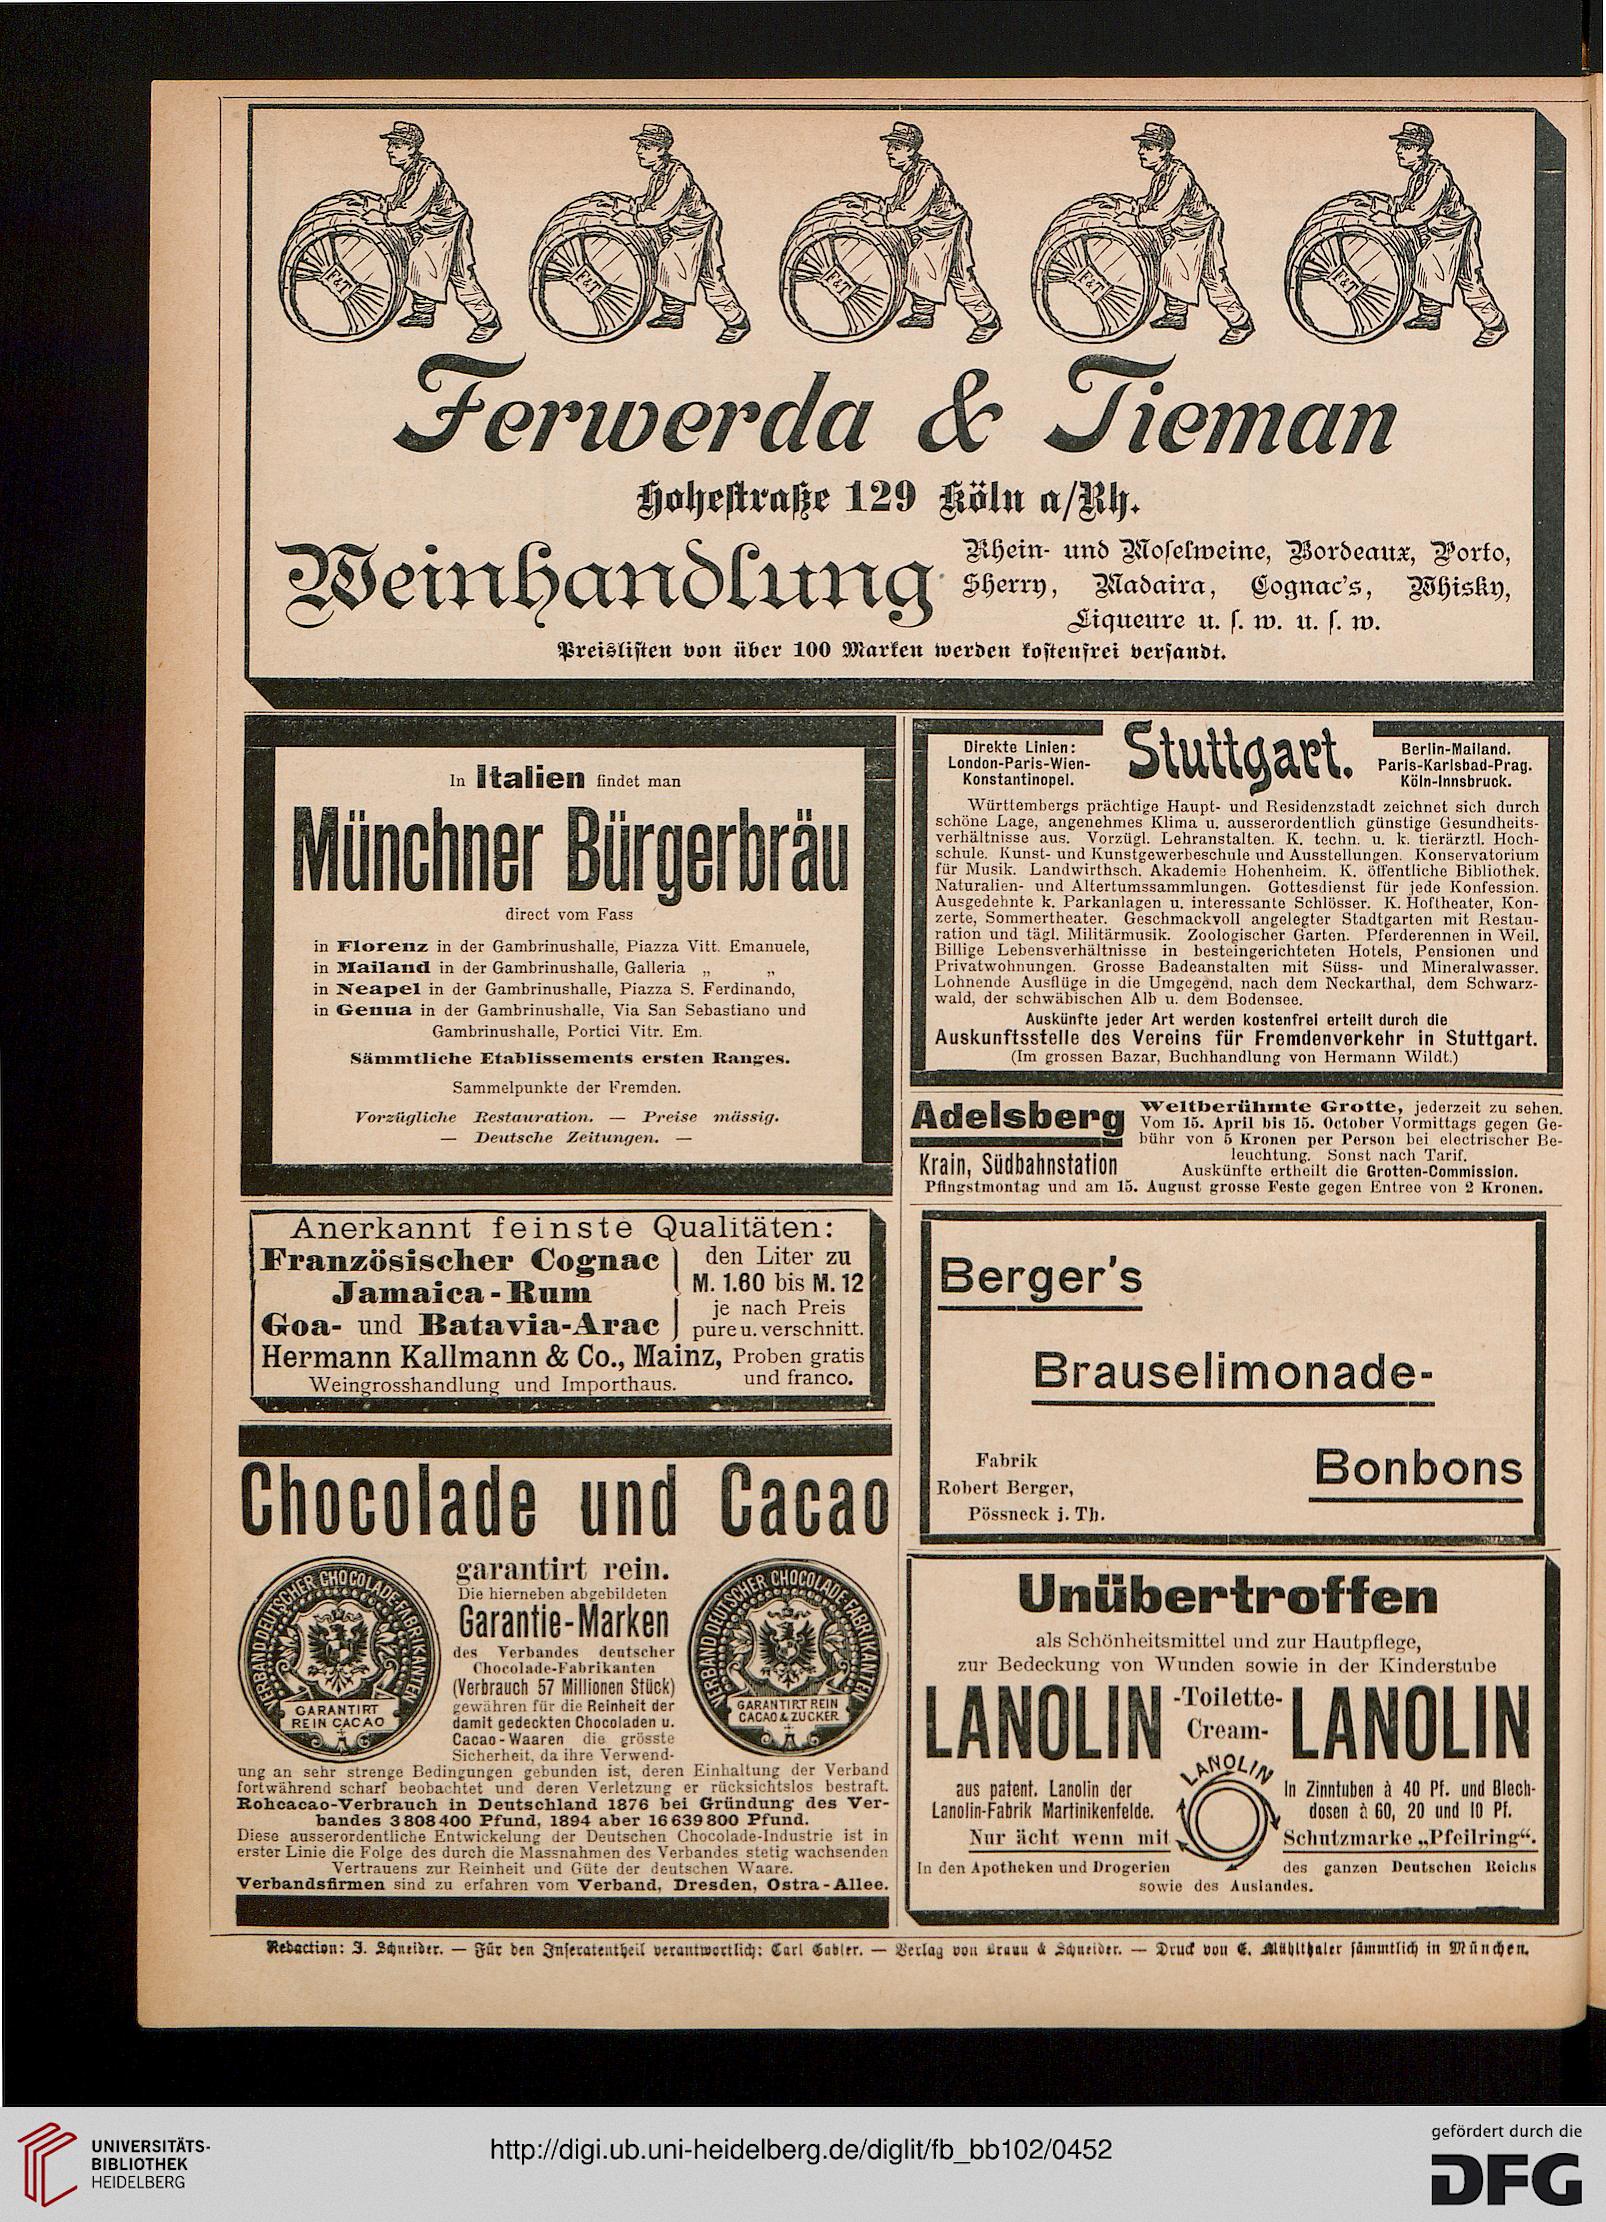 F&T
F&T
F&T
F&T
F&T
Ferwerda & Tieman
Hohestraße 129 Köln a/Rh.
Weinhandlung
Rhein- und Moselweine, Bordeaux, Porto,
Sherry, Madaira, Cognac's, Whisky,
Liqueure u. s. w. u. s. w.
Preislisten von über 100 Marken werden kostenfrei versandt.
In Italien findet man
Münchner Bürgerbräu
direct vom Fass
in Florenz in der Gambrinushalle, Piazza Vitt. Emanuele,
in Mailand in der Gambrinushalle, Galleria „ „
in Neapel in der Gambrinushalle, Piazza S. Ferdinando,
in Genua in der Gambrinushalle, Via San Sebastiano und
Gambrinushalle, Portici Vitr. Em.
Sämmtliche Etablissements ersten Ranges.
Sammelpunkte der Fremden.
Vorzügliche Restauration. — Preise mässig.
— Deutsche Zeitungen. —
Anerkannt feinste Qualitäten:
Französischer Cognac
Jamaica-Rum
Goa- und Batavia-Arac
den Liter zu
M. 1.60 bis M. 12
je nach Preis
pure u. verschnitt.
Hermann Kallmann & Co., Mainz, Proben gratis
Weingrosshandlung und Importhaus. und franco.
Chocolade und Cacao
VERBAND DEUTSCHER CHOCOLADE-FABRIKANTEN
GARANTIRT
REIN CACAO
garantirt rein.
Die hierneben abgebildeten
Garantie-Marken
des Verbandes deutscher
Chocolade-Fabrikanten
(Verbrauch 57 Millionen Stück)
gewähren für die Reinheit der
damit gedeckten Chocoladen u.
Cacao-Waaren die grösste
Sicherheit, da ihre Verwend-
VERBAND DEUTSCHER CHOCOLADE-FABRIKANTEN
GARANTIRT REIN
CACAO & ZUCKER
ung an sehr strenge Bedingungen gebunden ist, deren Einhaltung der Verband
fortwährend scharf beobachtet und deren Verletzung er rücksichtslos bestraft.
Rohcacao-Verbrauch in Deutschland 1876 bei Gründung des Ver-
bandes 3 808 400 Pfund, 1894 aber 16 639 800 Pfund.
Diese ausserordentliche Entwickelung der Deutschen Chocolade-Industrie ist in
erster Linie die Folge des durch die Massnahmen des Verbandes stetig wachsenden
Vertrauens zur Reinheit und Güte der deutschen Waare.
Verbandsfirmen sind zu erfahren vom Verband, Dresden, Ostra-Allee.
Direkte Linien:
London-Paris-Wien-
Konstantinopel.
Stuttgart.
Berlin-Mailand.
Paris-Karlsbad-Prag.
Köln-Innsbruck.
Württembergs prächtige Haupt- und Residenzstadt zeichnet sich durch
schöne Lage, angenehmes Klima u. ausserordentlich günstige Gesundheits-
verhältnisse aus. Vorzügl. Lehranstalten. K. techn. u. k. tierärztl. Hoch-
schule. Kunst- und Kunstgewerbeschule und Ausstellungen. Konservatorium
für Musik. Landwirthsch. Akademie Hohenheim. K. öffentliche Bibliothek.
Naturalien- und Altertumssammlungen. Gottesdienst für jede Konfession.
Ausgedehnte k. Parkanlagen u. interessante Schlösser. K. Hoftheater, Kon-
zerte, Sommertheater. Geschmackvoll angelegter Stadtgarten mit Restau-
ration und tägl. Militärmusik. Zoologischer Garten. Pferderennen in Weil.
Billige Lebensverhältnisse in besteingerichteten Hotels, Pensionen und
Privatwohnungen. Grosse Badeanstalten mit Süss- und Mineralwasser.
Lohnende Ausflüge in die Umgegend, nach dem Neckarthal, dem Schwarz-
wald, der schwäbischen Alb u. dem Bodensee.
Auskünfte jeder Art werden kostenfrei erteilt durch die
Auskunftsstelle des Vereins für Fremdenverkehr in Stuttgart.
(Im grossen Bazar, Buchhandlung von Hermann Wildt.)
Adelsberg
Krain, Südbahnstation
Weltberühmte Grotte, jederzeit zu sehen.
Vom 15. April bis 15. October Vormittags gegen Ge-
bühr von 5 Kronen per Person bei electrischer Be-
leuchtung. Sonst nach Tarif.
Auskünfte ertheilt die Grotten-Commission.
Pfingstmontag und am 15. August grosse Feste gegen Entree von 2 Kronen.
Berger's
Brauselimonade-
Bonbons
Fabrik
Robert Berger,
Pössneck i. Th.
Unübertroffen
als Schönheitsmittel und zur Hautpflege,
zur Bedeckung von Wunden sowie in der Kinderstube
LANOLIN -Toilette-Cream- LANOLIN
aus patent. Lanolin der
Lanolin-Fabrik Martinikenfelde.
Nur ächt wenn mit
LANOLIN
In Zinntuben à 40 Pf. und Blech-
dosen à 60, 20 und 10 Pf.
Schutzmarke „Pfeilring“.
In den Apotheken und Drogerien des ganzen Deutschen Reichs
sowie des Auslandes.
Redaction: J. Schneider. — Für den Inseratentheil verantwortlich: Carl Gabler. — Verlag von Braun & Schneider. — Druck von E. Mühlthaler sämmtlich in München.
UNIVERSITÄTS-
BIBLIOTHEK
HEIDELBERG
http://digi.ub.uni-heidelberg.de/diglit/fb_bb102/0452
gefördert durch die
DFG